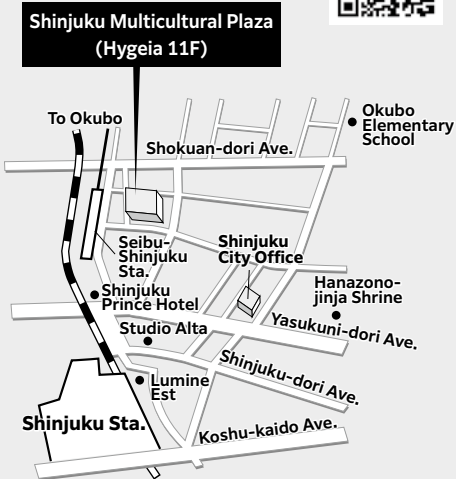 Shinjuku Multicultural Plaza
(Hygeia 11F)
To Okubo
Okubo
Elementary
School
Shokuan-dori Ave.
Seibu-
Shinjuku
Sta.
Shinjuku
City Office
Shinjuku
Prince Hotel
Hanazono-
jinja Shrine
Studio Alta
Yasukuni-dori Ave.
Lumine
Est
Shinjuku-dori Ave.
Shinjuku Sta.
Koshu-kaido Ave.